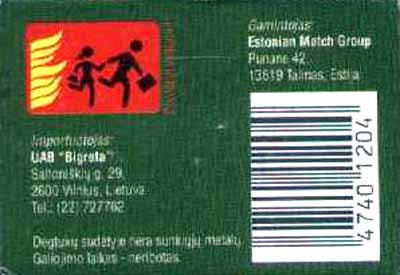 Gamintojas:
Estonian Match Group
Punane 42
13619 Talinas, Estija
Importuotojas:
UAB "Bigreta"
Saltoniškių g. 29,
2600 Vilnius, Lietuva
Tel.: (22) 727762
Degtukų sudėtyje nėra sunkiųjų metalų.
Galiojimo laikas - neribotas.
4740 1204